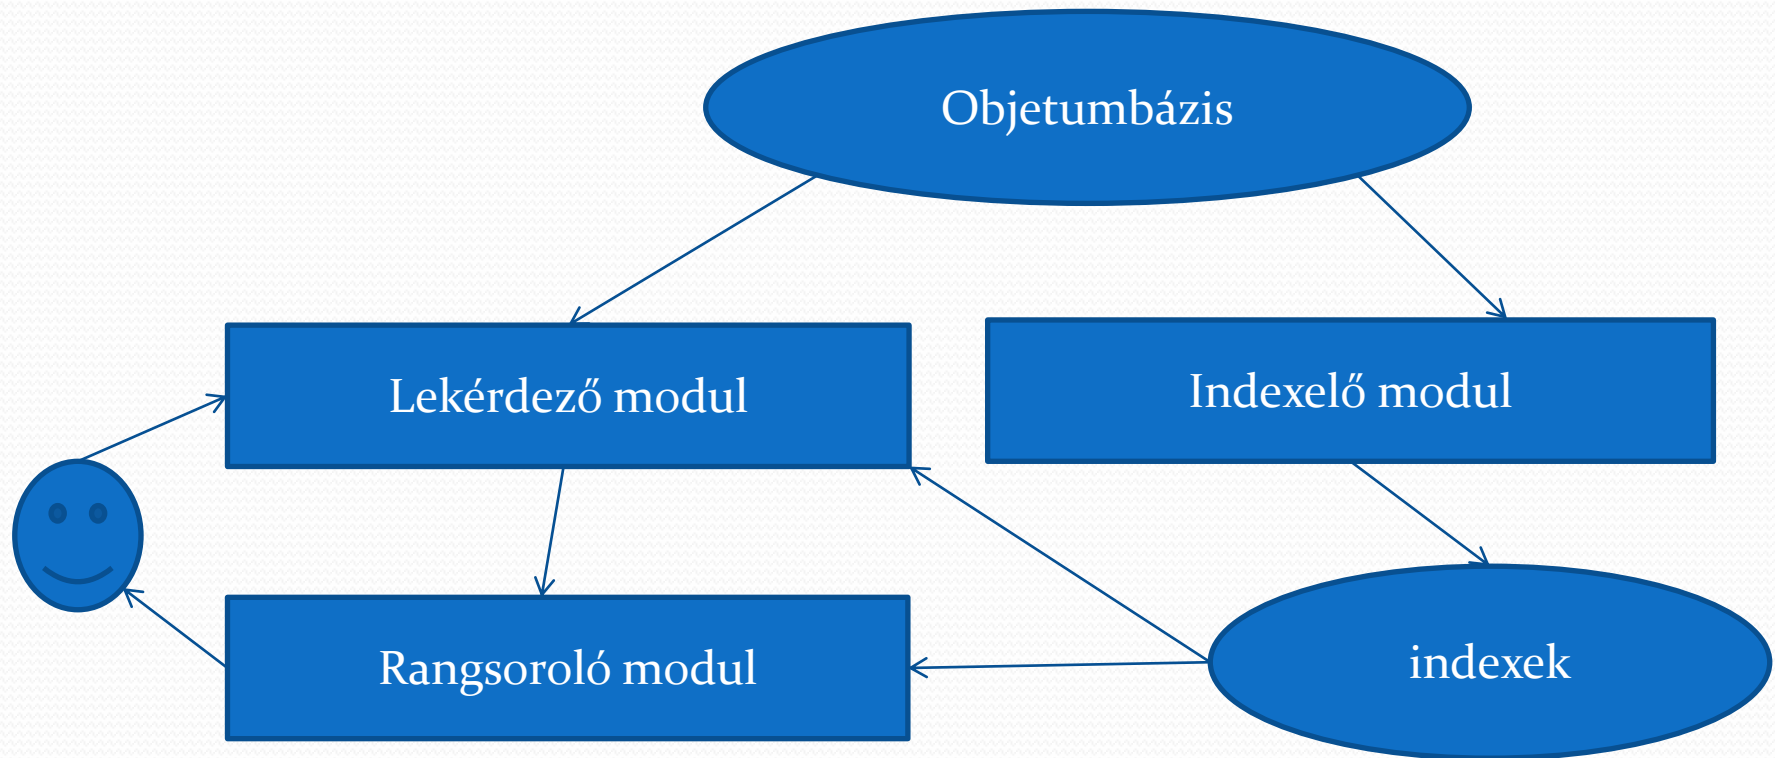 Objetumbázis
Lekérdező modul
Indexelő modul
Rangsoroló modul
indexek